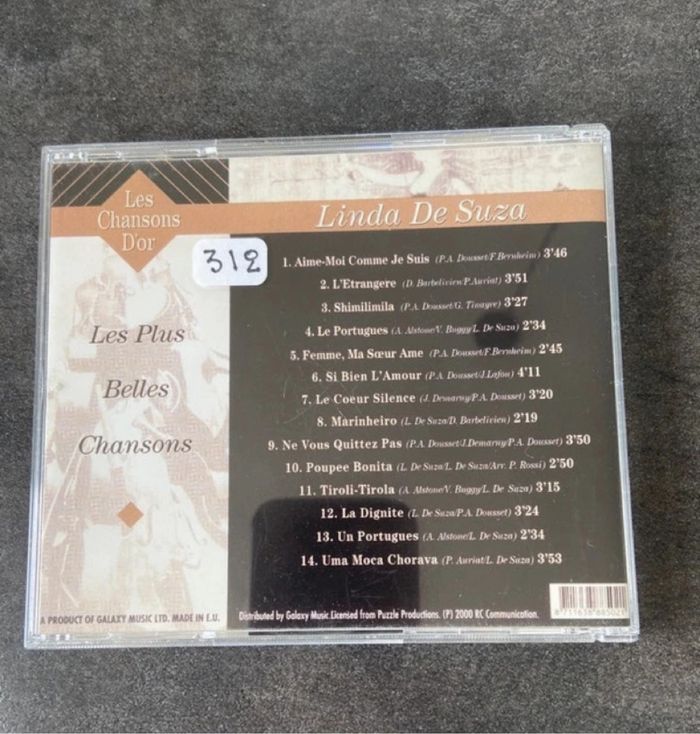 Les
Chansons
D'or
312
Les Plus
Belles
Chansons
Linda De Suza
1. Aime-Moi Comme Je Suis (P.A. Dousset/F.Bernheim) 3'46
2. L'Etrangere (D. Barbelivien/P.Auriat) 3'51
3. Shimilimila (P.A. Dousset/G. Tinayre) 3'27
4. Le Portugues (A. Alstone/V. Buggy/L. De Suza) 2'34
5. Femme, Ma Sœur Ame (P.A. Dousset/F.Bernheim) 2'45
6. Si Bien L'Amour (P.A. Dousset/J.Lafou) 4'11
7. Le Coeur Silence (J. Demarny/P.A. Dousset) 3'20
8. Marinheiro (L. De Suza/D. Barbelivien) 2'19
9. Ne Vous Quittez Pas (P.A. Dousset/J.Demarny/P.A. Dousset) 3'50
10. Poupee Bonita (L. De Suza/L. De Suza/Arr. P. Rossi) 2'50
11. Tiroli-Tirola (A. Alstone/V. Buggy/L. De Suza) 3'15
12. La Dignite (L. De Suza/P.A. Dousset) 3'24
13. Un Portugues (A. Alstone/L. De Suza) 2'34
14. Uma Moca Chorava (P. Auriat/L. De Suza) 3'53
A PRODUCT OF GALAXY MUSIC LTD. MADE IN E.U.
Distributed by Galaxy Music.Licensed from Puzzle Productions. (P) 2000 RC Communication.